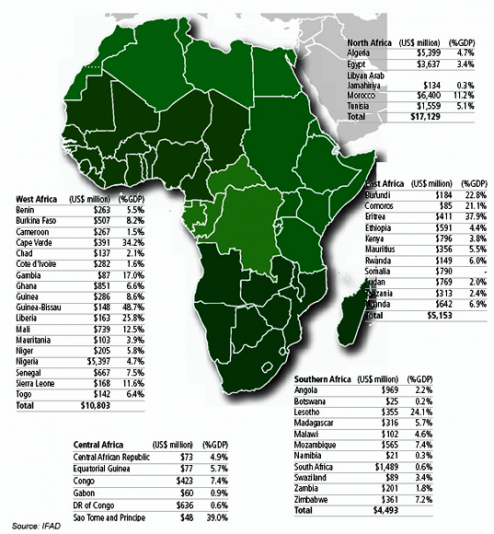 North Africa (US$ million) (%GDP)
Algeria $5,399 4.7%
Egypt $3,637 3.4%
Libyan Arab
Jamahiriya $134 0.3%
Morocco $6,400 11.2%
Tunisia $1,559 5.1%
Total $17,129
East Africa (US$ million) (%GDP)
Burundi $184 22.8%
Comoros $85 21.1%
Eritrea $411 37.9%
Ethiopia $591 4.4%
Kenya $796 3.8%
Mauritius $356 5.5%
Rwanda $149 6.0%
Somalia $790 -
Sudan $769 2.0%
Tanzania $313 2.4%
Uganda $642 6.9%
Total $5,153
West Africa (US$ million) (%GDP)
Benin $263 5.5%
Burkina Faso $507 8.2%
Cameroon $267 1.5%
Cape Verde $391 34.2%
Chad $137 2.1%
Cote d'Ivoire $282 1.6%
Gambia $87 17.0%
Ghana $851 6.6%
Guinea $286 8.6%
Guinea-Bissau $148 48.7%
Liberia $163 25.8%
Mali $739 12.5%
Mauritania $103 3.9%
Niger $205 5.8%
Nigeria $5,397 4.7%
Senegal $667 7.5%
Sierra Leone $168 11.6%
Togo $142 6.4%
Total $10,803
Southern Africa (US$ million) (%GDP)
Angola $969 2.2%
Botswana $25 0.2%
Lesotho $355 24.1%
Madagascar $316 5.7%
Malawi $102 4.6%
Mozambique $565 7.4%
Namibia $21 0.3%
South Africa $1,489 0.6%
Swaziland $89 3.4%
Zambia $201 1.8%
Zimbabwe $361 7.2%
Total $4,493
Central Africa (US$ million) (%GDP)
Central African Republic $73 4.9%
Equatorial Guinea $77 5.7%
Congo $423 7.4%
Gabon $60 0.9%
DR of Congo $636 0.6%
Sao Tome and Principe $48 39.0%
Source: IFAD